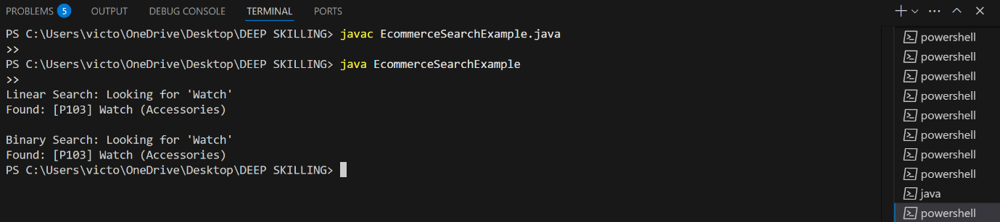 PROBLEMS 5 OUTPUT DEBUG CONSOLE TERMINAL PORTS
PS C:\Users\victo\OneDrive\Desktop\DEEP SKILLING> javac EcommerceSearchExample.java
>>
PS C:\Users\victo\OneDrive\Desktop\DEEP SKILLING> java EcommerceSearchExample
>>
Linear Search: Looking for 'Watch'
Found: [P103] Watch (Accessories)
Binary Search: Looking for 'Watch'
Found: [P103] Watch (Accessories)
PS C:\Users\victo\OneDrive\Desktop\DEEP SKILLING>
powershell
powershell
powershell
powershell
powershell
powershell
powershell
powershell
java
powershell